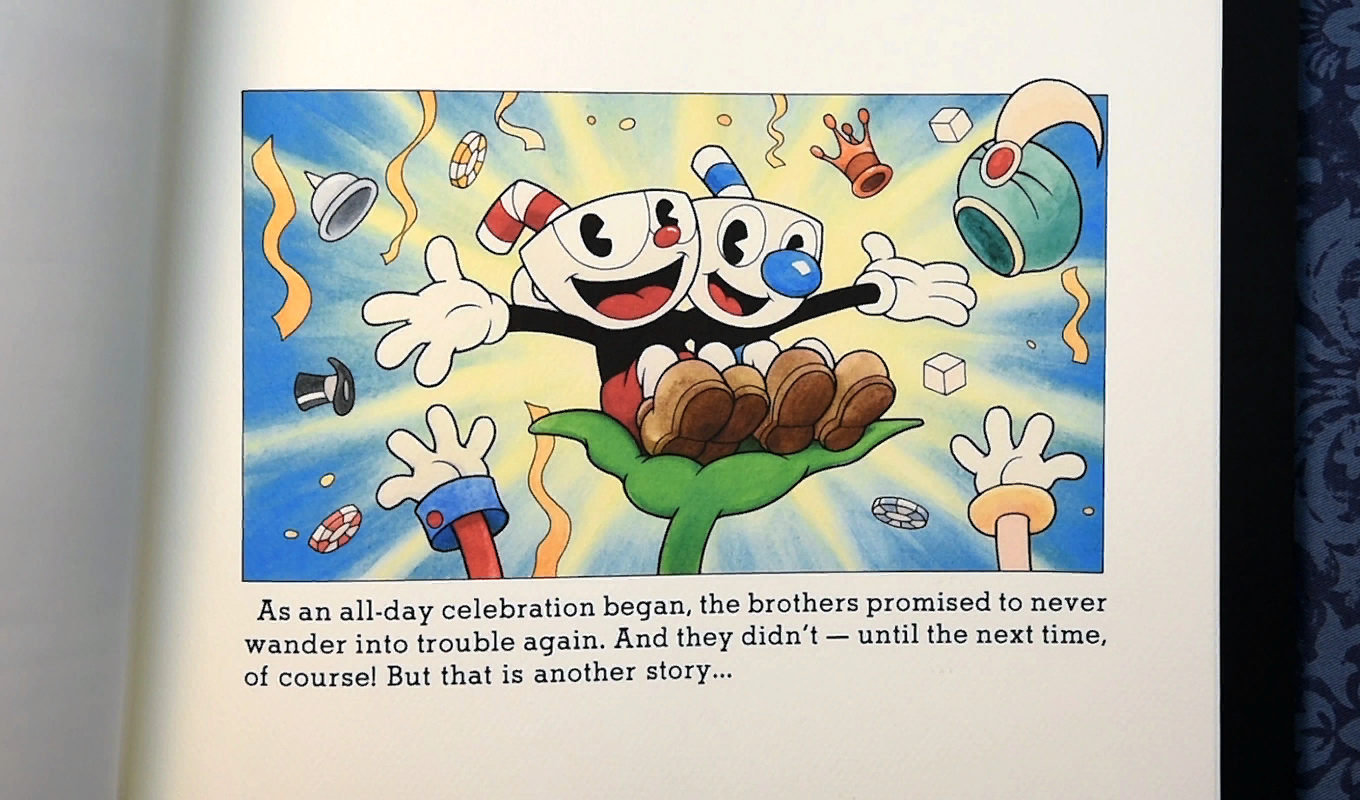 As an all-day celebration began, the brothers promised to never
wander into trouble again. And they didn't — until the next time,
of course! But that is another story...